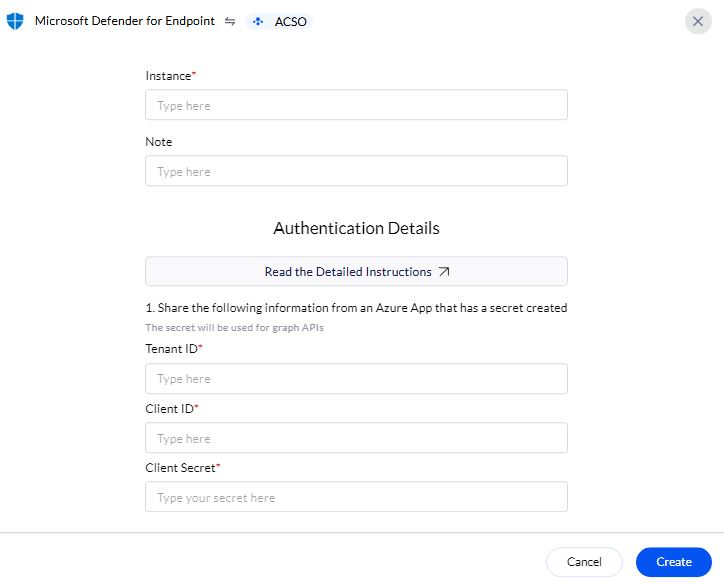 Microsoft Defender for Endpoint ⇋ ACSO
Instance*
Type here
Note
Type here
Authentication Details
Read the Detailed Instructions
1. Share the following information from an Azure App that has a secret created
The secret will be used for graph APIs
Tenant ID*
Type here
Client ID*
Type here
Client Secret*
Type your secret here
Cancel Create